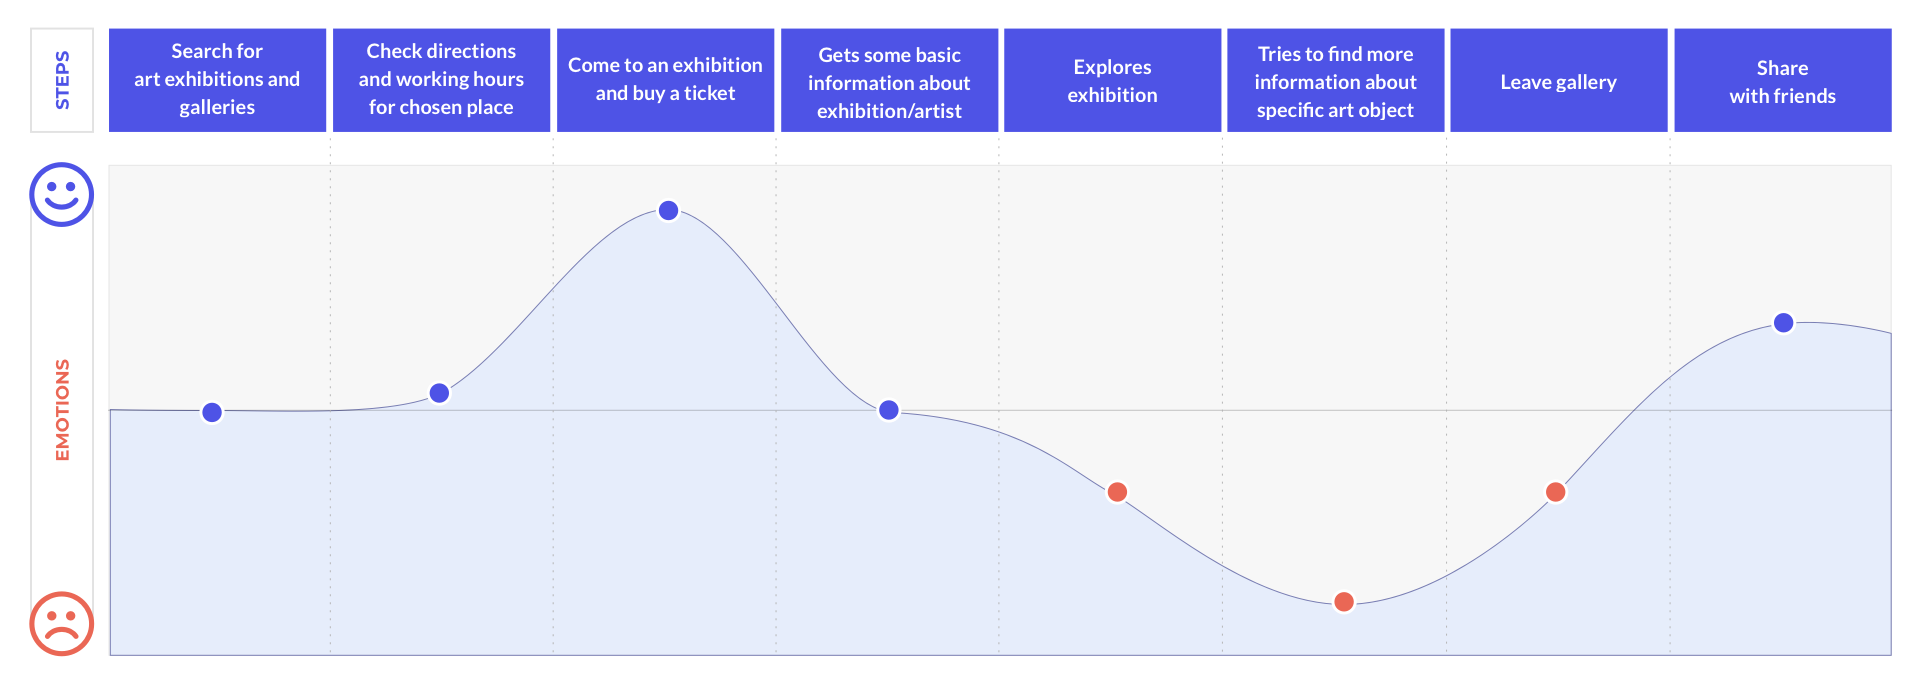 STEPS
Search for
art exhibitions and
galleries
Check directions
and working hours
for chosen place
Come to an exhibition
and buy a ticket
Gets some basic
information about
exhibition/artist
Explores
exhibition
Tries to find more
information about
specific art object
Leave gallery
Share
with friends
EMOTIONS